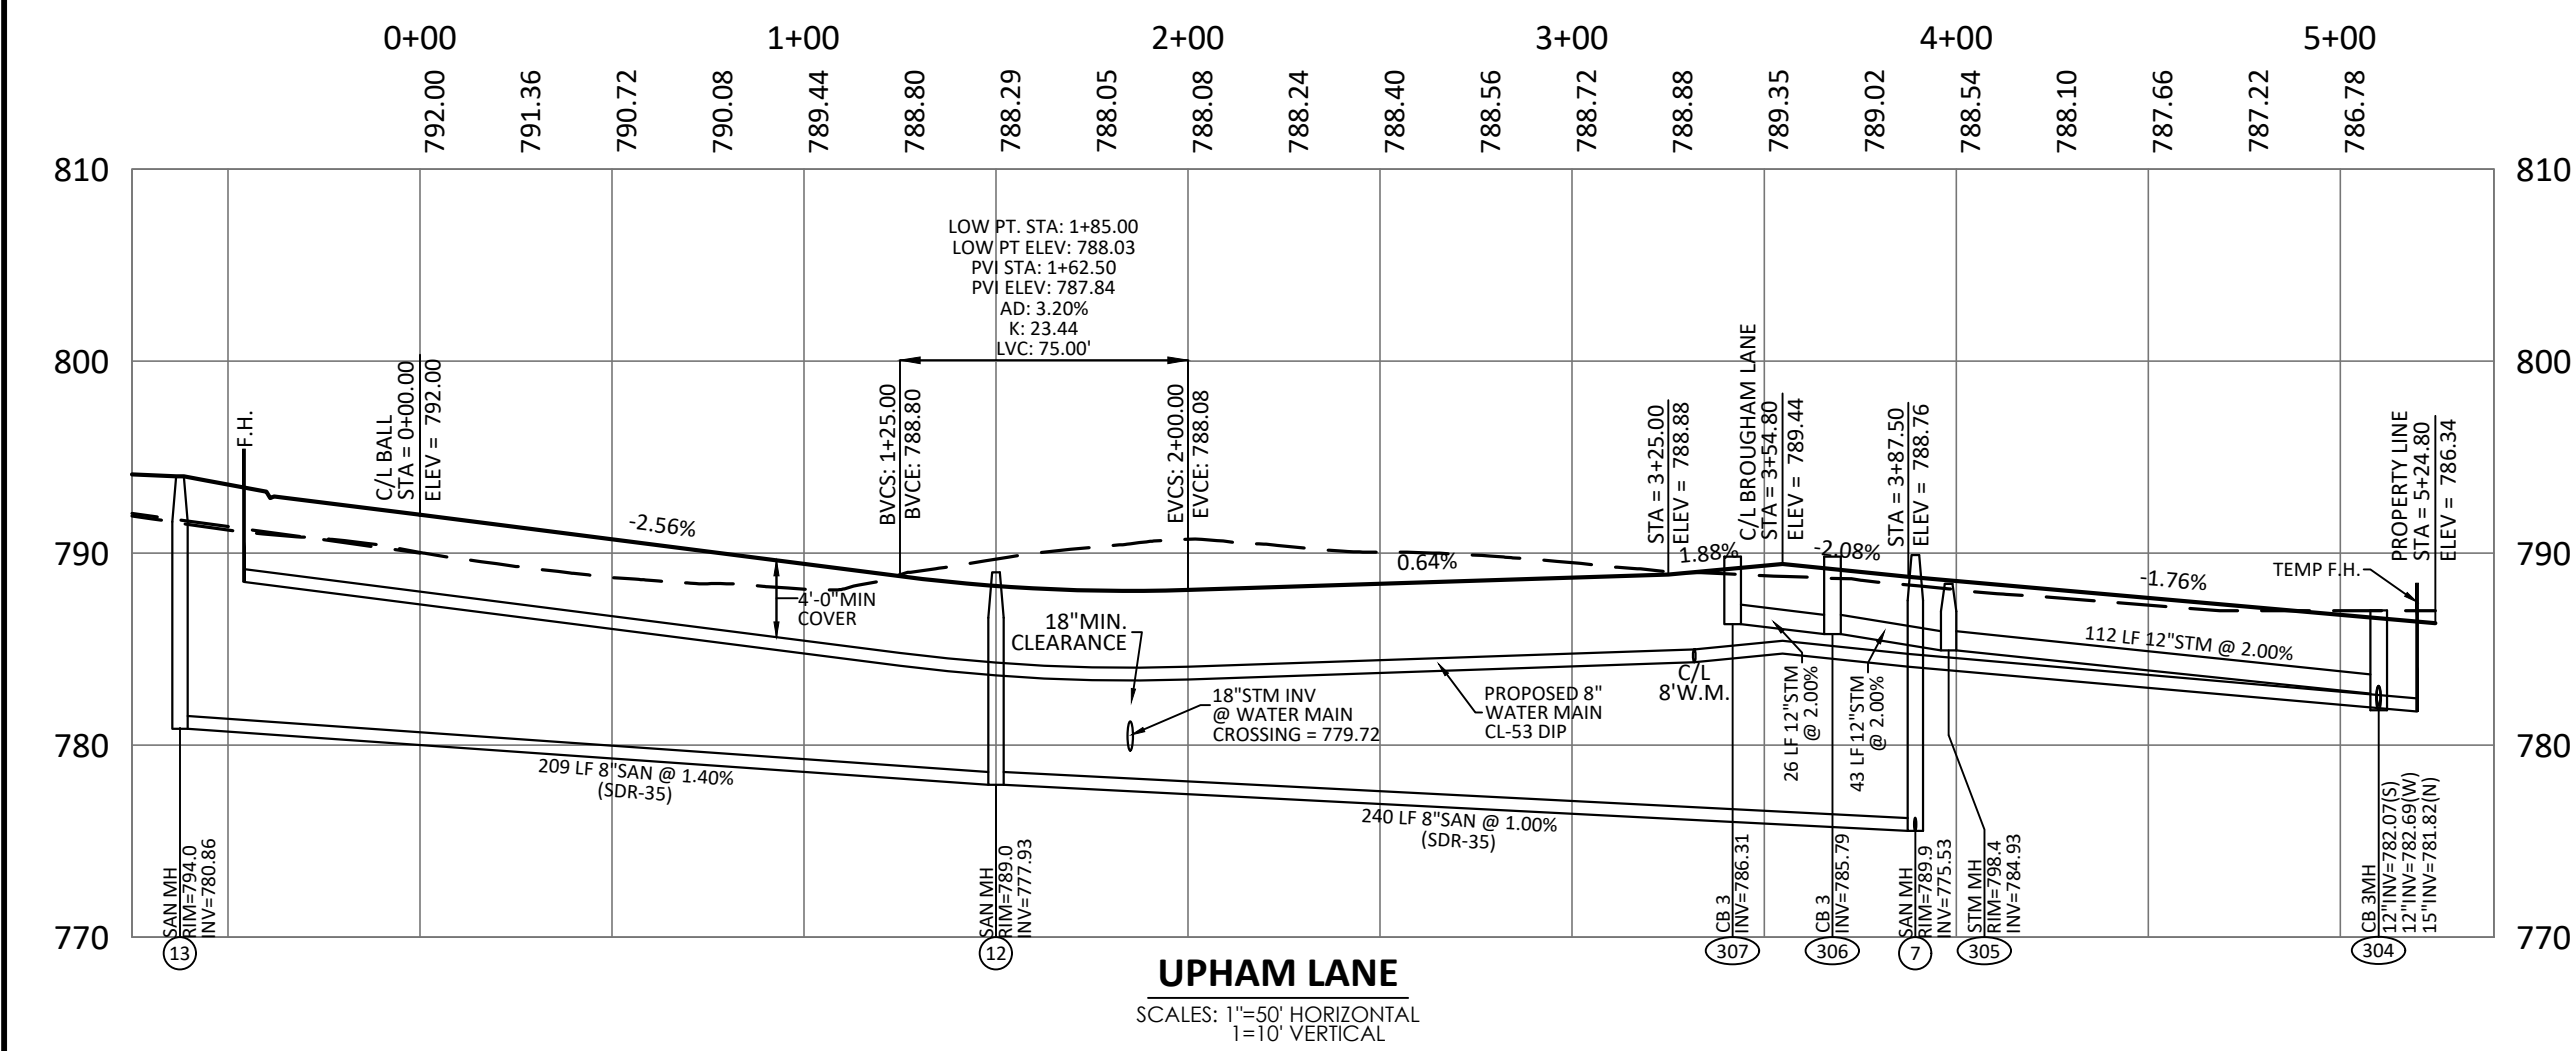 0+00
1+00
2+00
3+00
4+00
5+00
792.00
791.36
790.72
790.08
789.44
788.80
788.29
788.05
788.08
788.24
788.40
788.56
788.72
788.88
789.35
789.02
788.54
788.10
787.66
787.22
786.78
810
810
LOW PT. STA: 1+85.00
LOW PT ELEV: 788.03
PVI STA: 1+62.50
PVI ELEV: 787.84
AD: 3.20%
K: 23.44
LVC: 75.00'
800
800
F.H.
C/L BALL
STA = 0+00.00
ELEV = 792.00
BVCS: 1+25.00
BVCE: 788.80
EVCS: 2+00.00
EVCE: 788.08
STA = 3+25.00
ELEV = 788.88
C/L BROUGHAM LANE
STA = 3+54.80
ELEV = 789.44
STA = 3+87.50
ELEV = 788.76
PROPERTY LINE
STA = 5+24.80
ELEV = 786.34
-2.56%
0.64%
1.88%
-2.08%
-1.76%
TEMP F.H.
790
790
4'-0"MIN
COVER
18"MIN.
CLEARANCE
18"STM INV
@ WATER MAIN
CROSSING = 779.72
PROPOSED 8"
WATER MAIN
CL-53 DIP
C/L
8'W.M.
26 LF 12"STM
@ 2.00%
43 LF 12"STM
@ 2.00%
112 LF 12"STM @ 2.00%
780
780
209 LF 8"SAN @ 1.40%
(SDR-35)
240 LF 8"SAN @ 1.00%
(SDR-35)
SAN MH
RIM=794.0
INV=780.86
SAN MH
RIM=789.0
INV=777.93
CB 3
INV=786.31
CB 3
INV=785.79
SAN MH
RIM=789.9
INV=775.53
STM MH
RIM=798.4
INV=784.93
CB 3MH
12"INV=782.07(S)
12"INV=782.69(W)
15"INV=781.82(N)
770
770
13
12
307
306
7
305
304
UPHAM LANE
SCALES: 1"=50' HORIZONTAL
1=10' VERTICAL